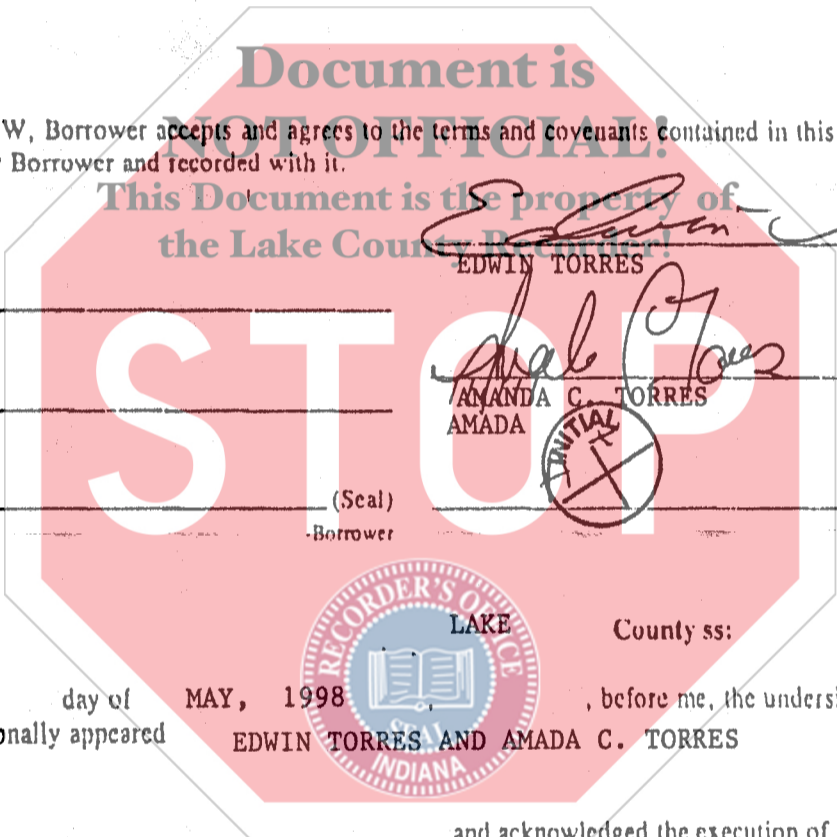 Document is
W, Borrower accepts and agrees to the terms and covenants contained in this
NOT OFFICIAL!
Borrower and recorded with it.
This Document is the property of
the Lake County Recorder!
Edwin
EDWIN TORRES
STOP
AMANDA C. TORRES
AMADA
INITIAL
(Seal)
-Borrower
RECORDER'S OFFICE
LAKE County ss:
day of MAY, 1998 , before me, the undersi
onally appeared EDWIN TORRES AND AMADA C. TORRES
SEAL
INDIANA
and acknowledged the execution of